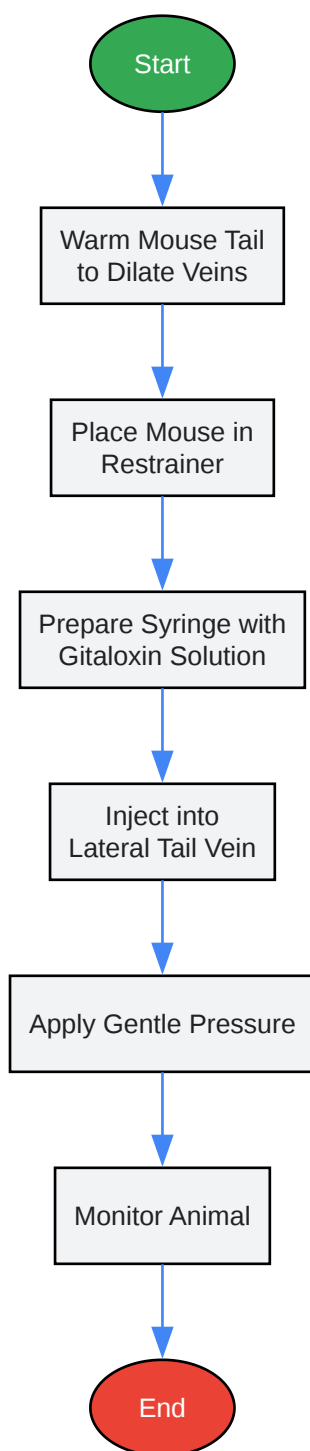 Start
Warm Mouse Tail
to Dilate Veins
Place Mouse in
Restrainer
Prepare Syringe with
Gitaloxin Solution
Inject into
Lateral Tail Vein
Apply Gentle Pressure
Monitor Animal
End